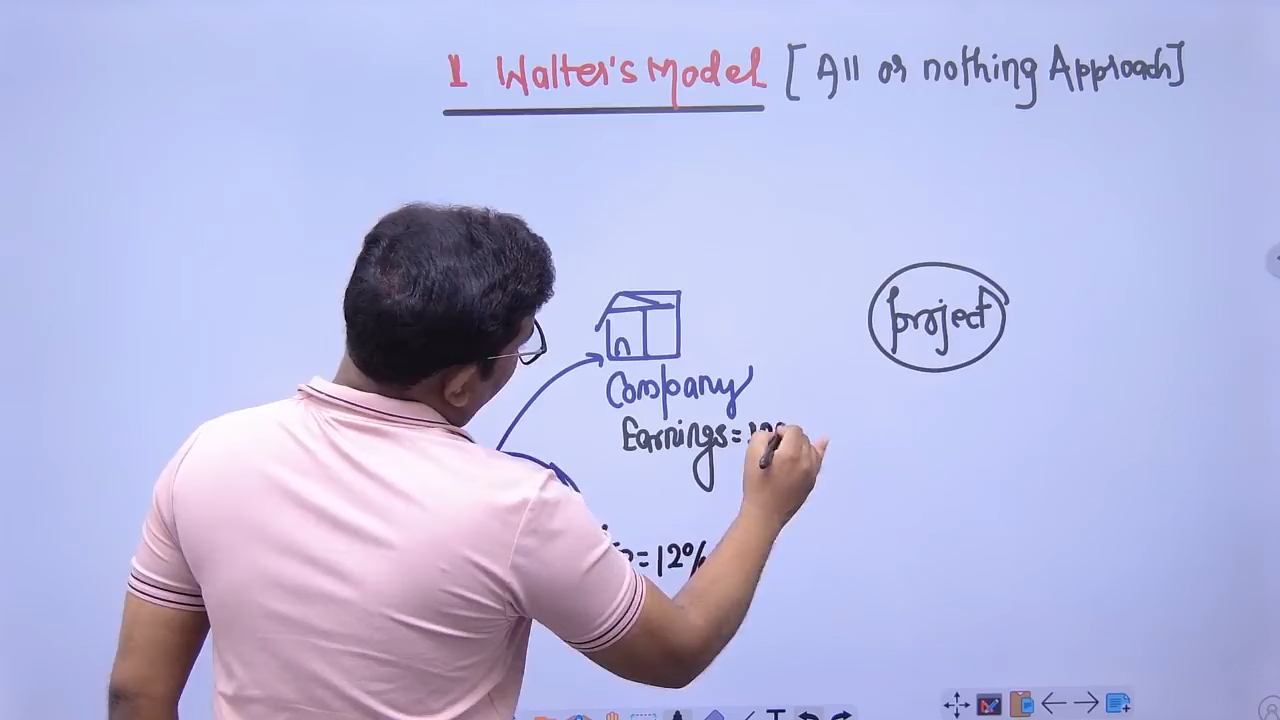 1 Walter's Model [All or nothing Approach]
project
n
Company
Earnings =
=12%